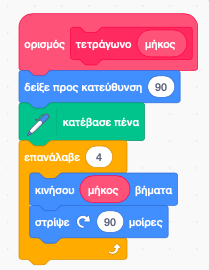 ορισμός τετράγωνο μήκος
δείξε προς κατεύθυνση 90
κατέβασε πένα
επανάλαβε 4
κινήσου μήκος βήματα
στρίψε 90 μοίρες